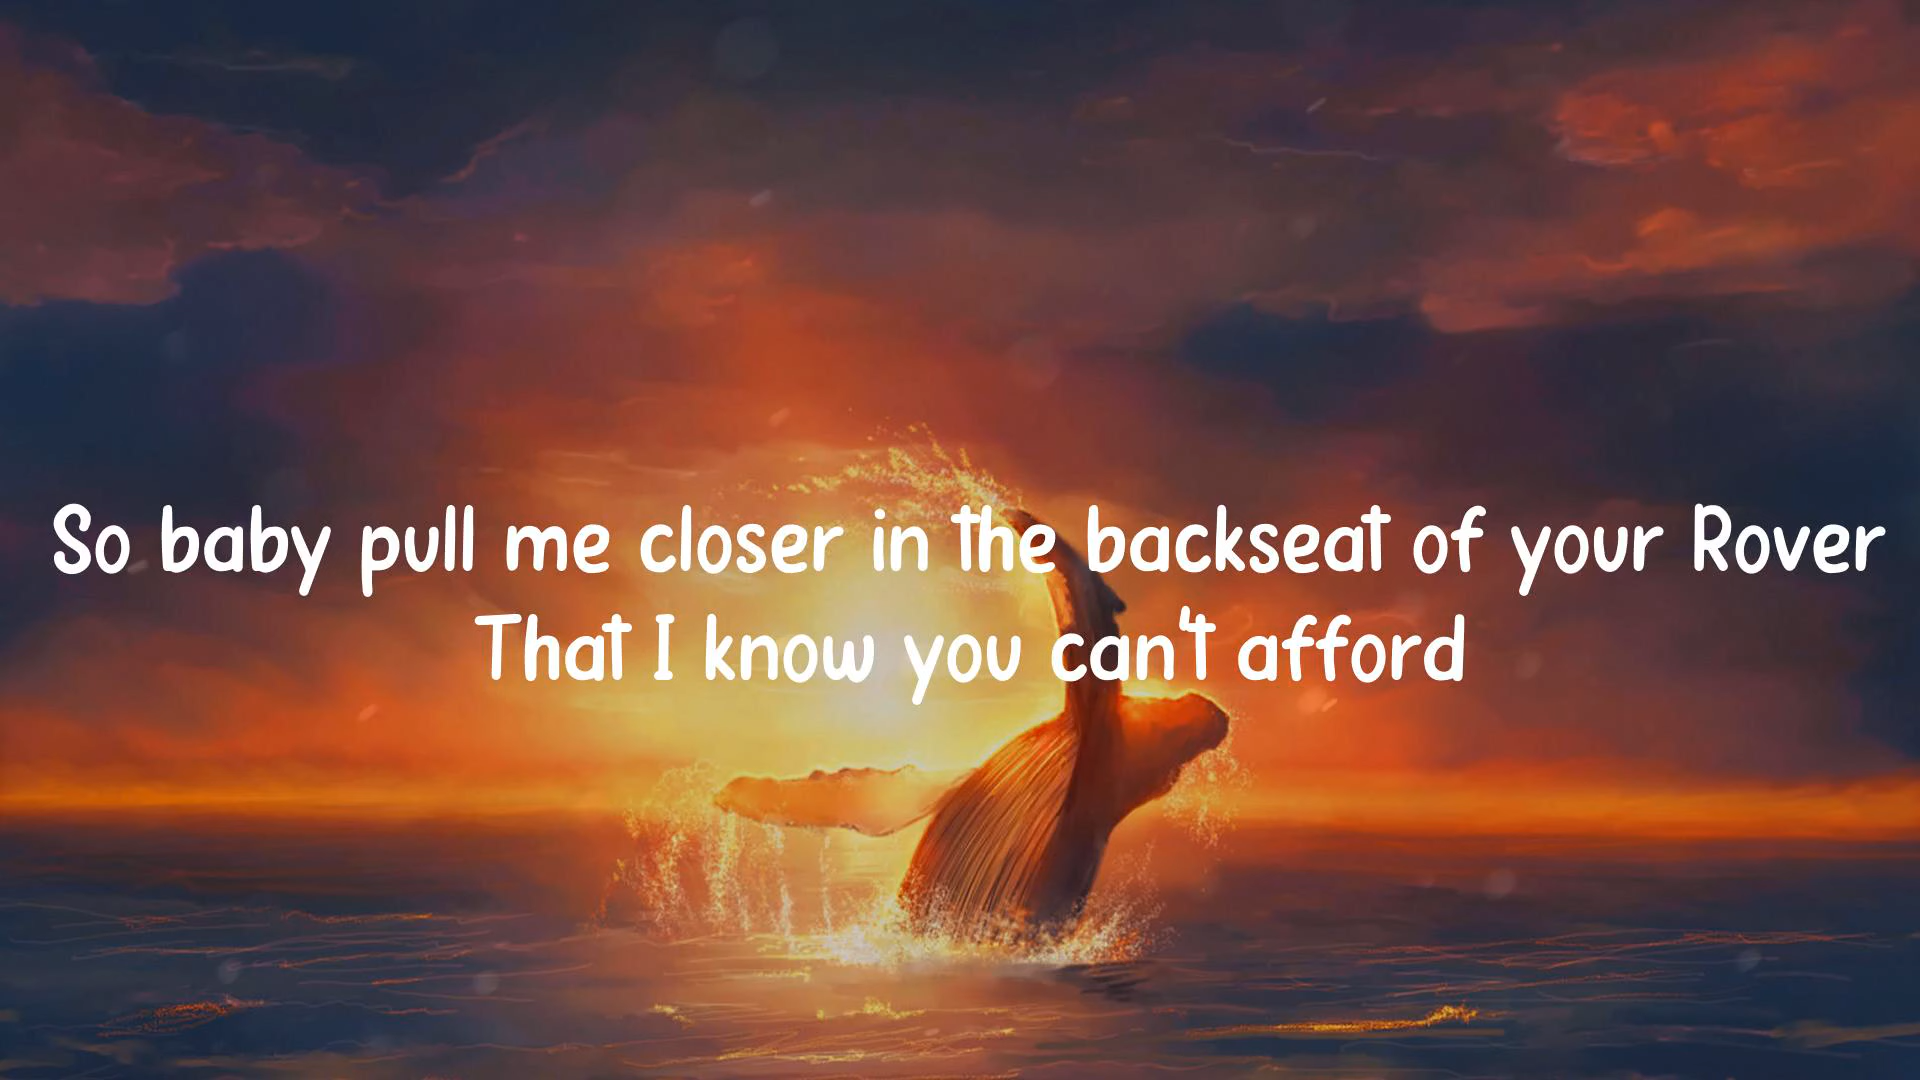 So baby pull me closer in the backseat of your Rover
That I know you can't afford